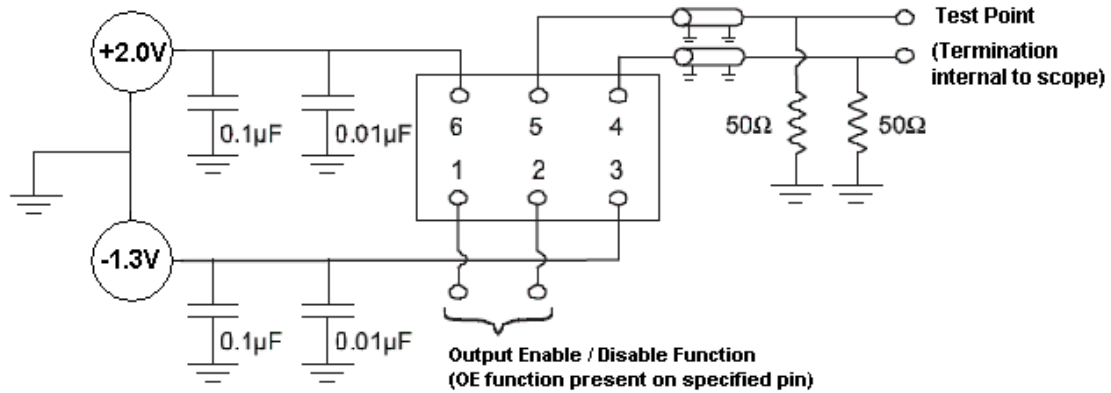 Test Point
+2.0V
(Termination
internal to scope)
0.1µF
0.01µF
6
5
4
50Ω
50Ω
1
2
3
-1.3V
0.1µF
0.01µF
Output Enable / Disable Function
(OE function present on specified pin)